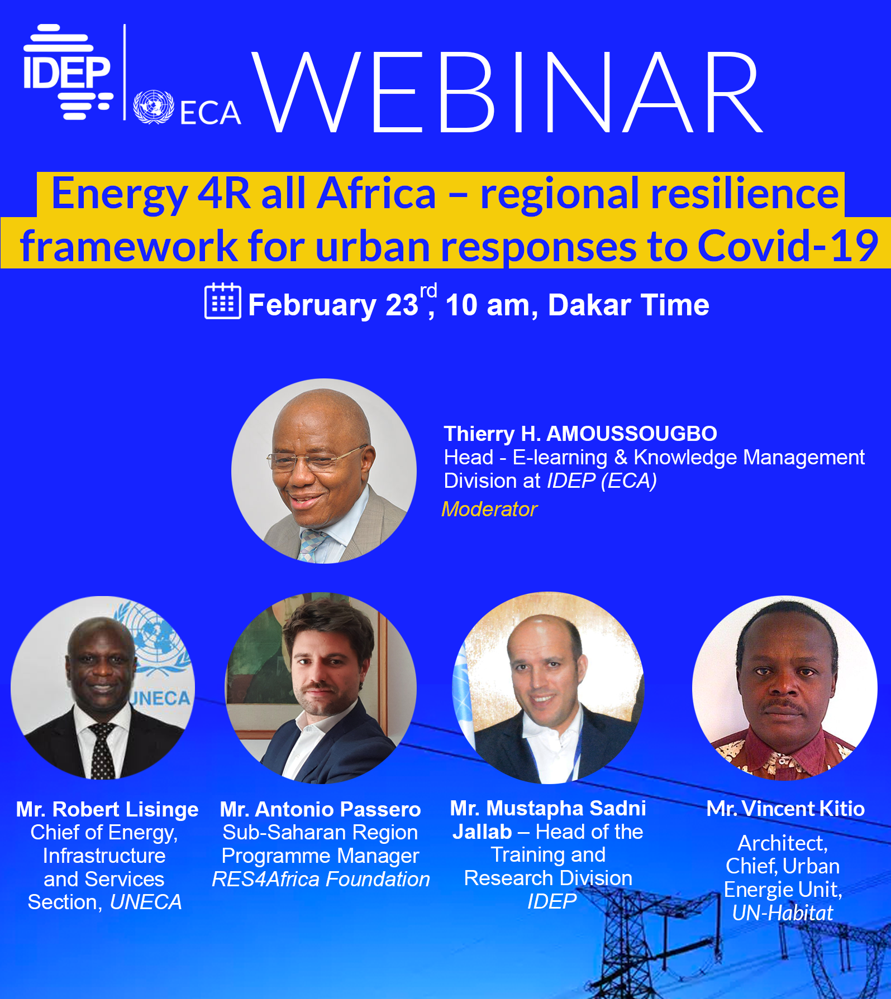 IDEP
ECA
WEBINAR
Energy 4R all Africa – regional resilience
framework for urban responses to Covid-19
February 23rd, 10 am, Dakar Time
Thierry H. AMOUSSOUGBO
Head - E-learning & Knowledge Management
Division at IDEP (ECA)
Moderator
UNECA
Mr. Robert Lisinge
Chief of Energy,
Infrastructure
and Services
Section, UNECA
Mr. Antonio Passero
Sub-Saharan Region
Programme Manager
RES4Africa Foundation
Mr. Mustapha Sadni
Jallab – Head of the
Training and
Research Division
IDEP
Mr. Vincent Kitio
Architect,
Chief, Urban
Energie Unit,
UN-Habitat